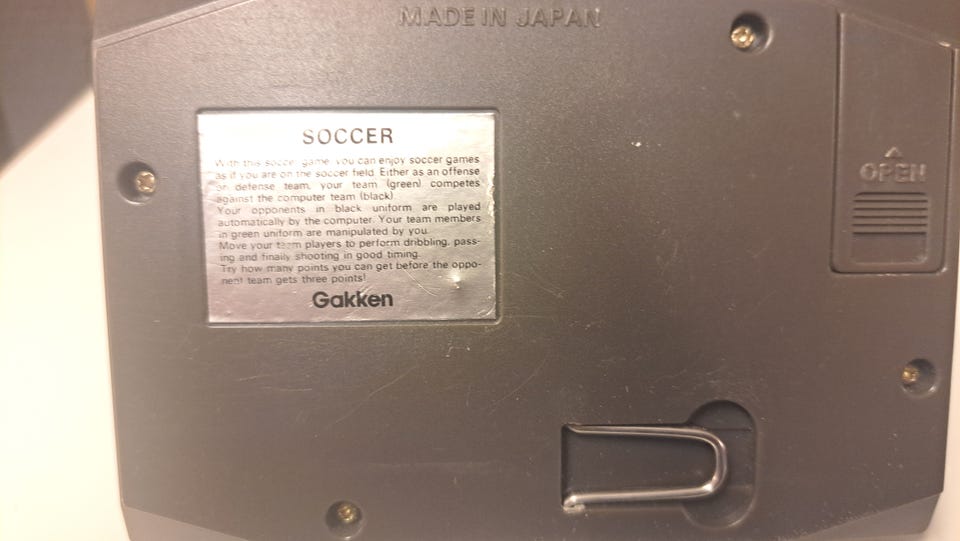 MADE IN JAPAN
SOCCER
With this soccer game you can enjoy soccer games
as if you are on the soccer field. Either as an offense
or defense team, your team (green) competes
against the computer team (black)
Your opponents in black uniform are played
automatically by the computer. Your team members
in green uniform are manipulated by you.
Move your team players to perform dribbling, pass-
ing and finally shooting in good timing.
Try how many points you can get before the oppo-
nent team gets three points!
Gakken
OPEN